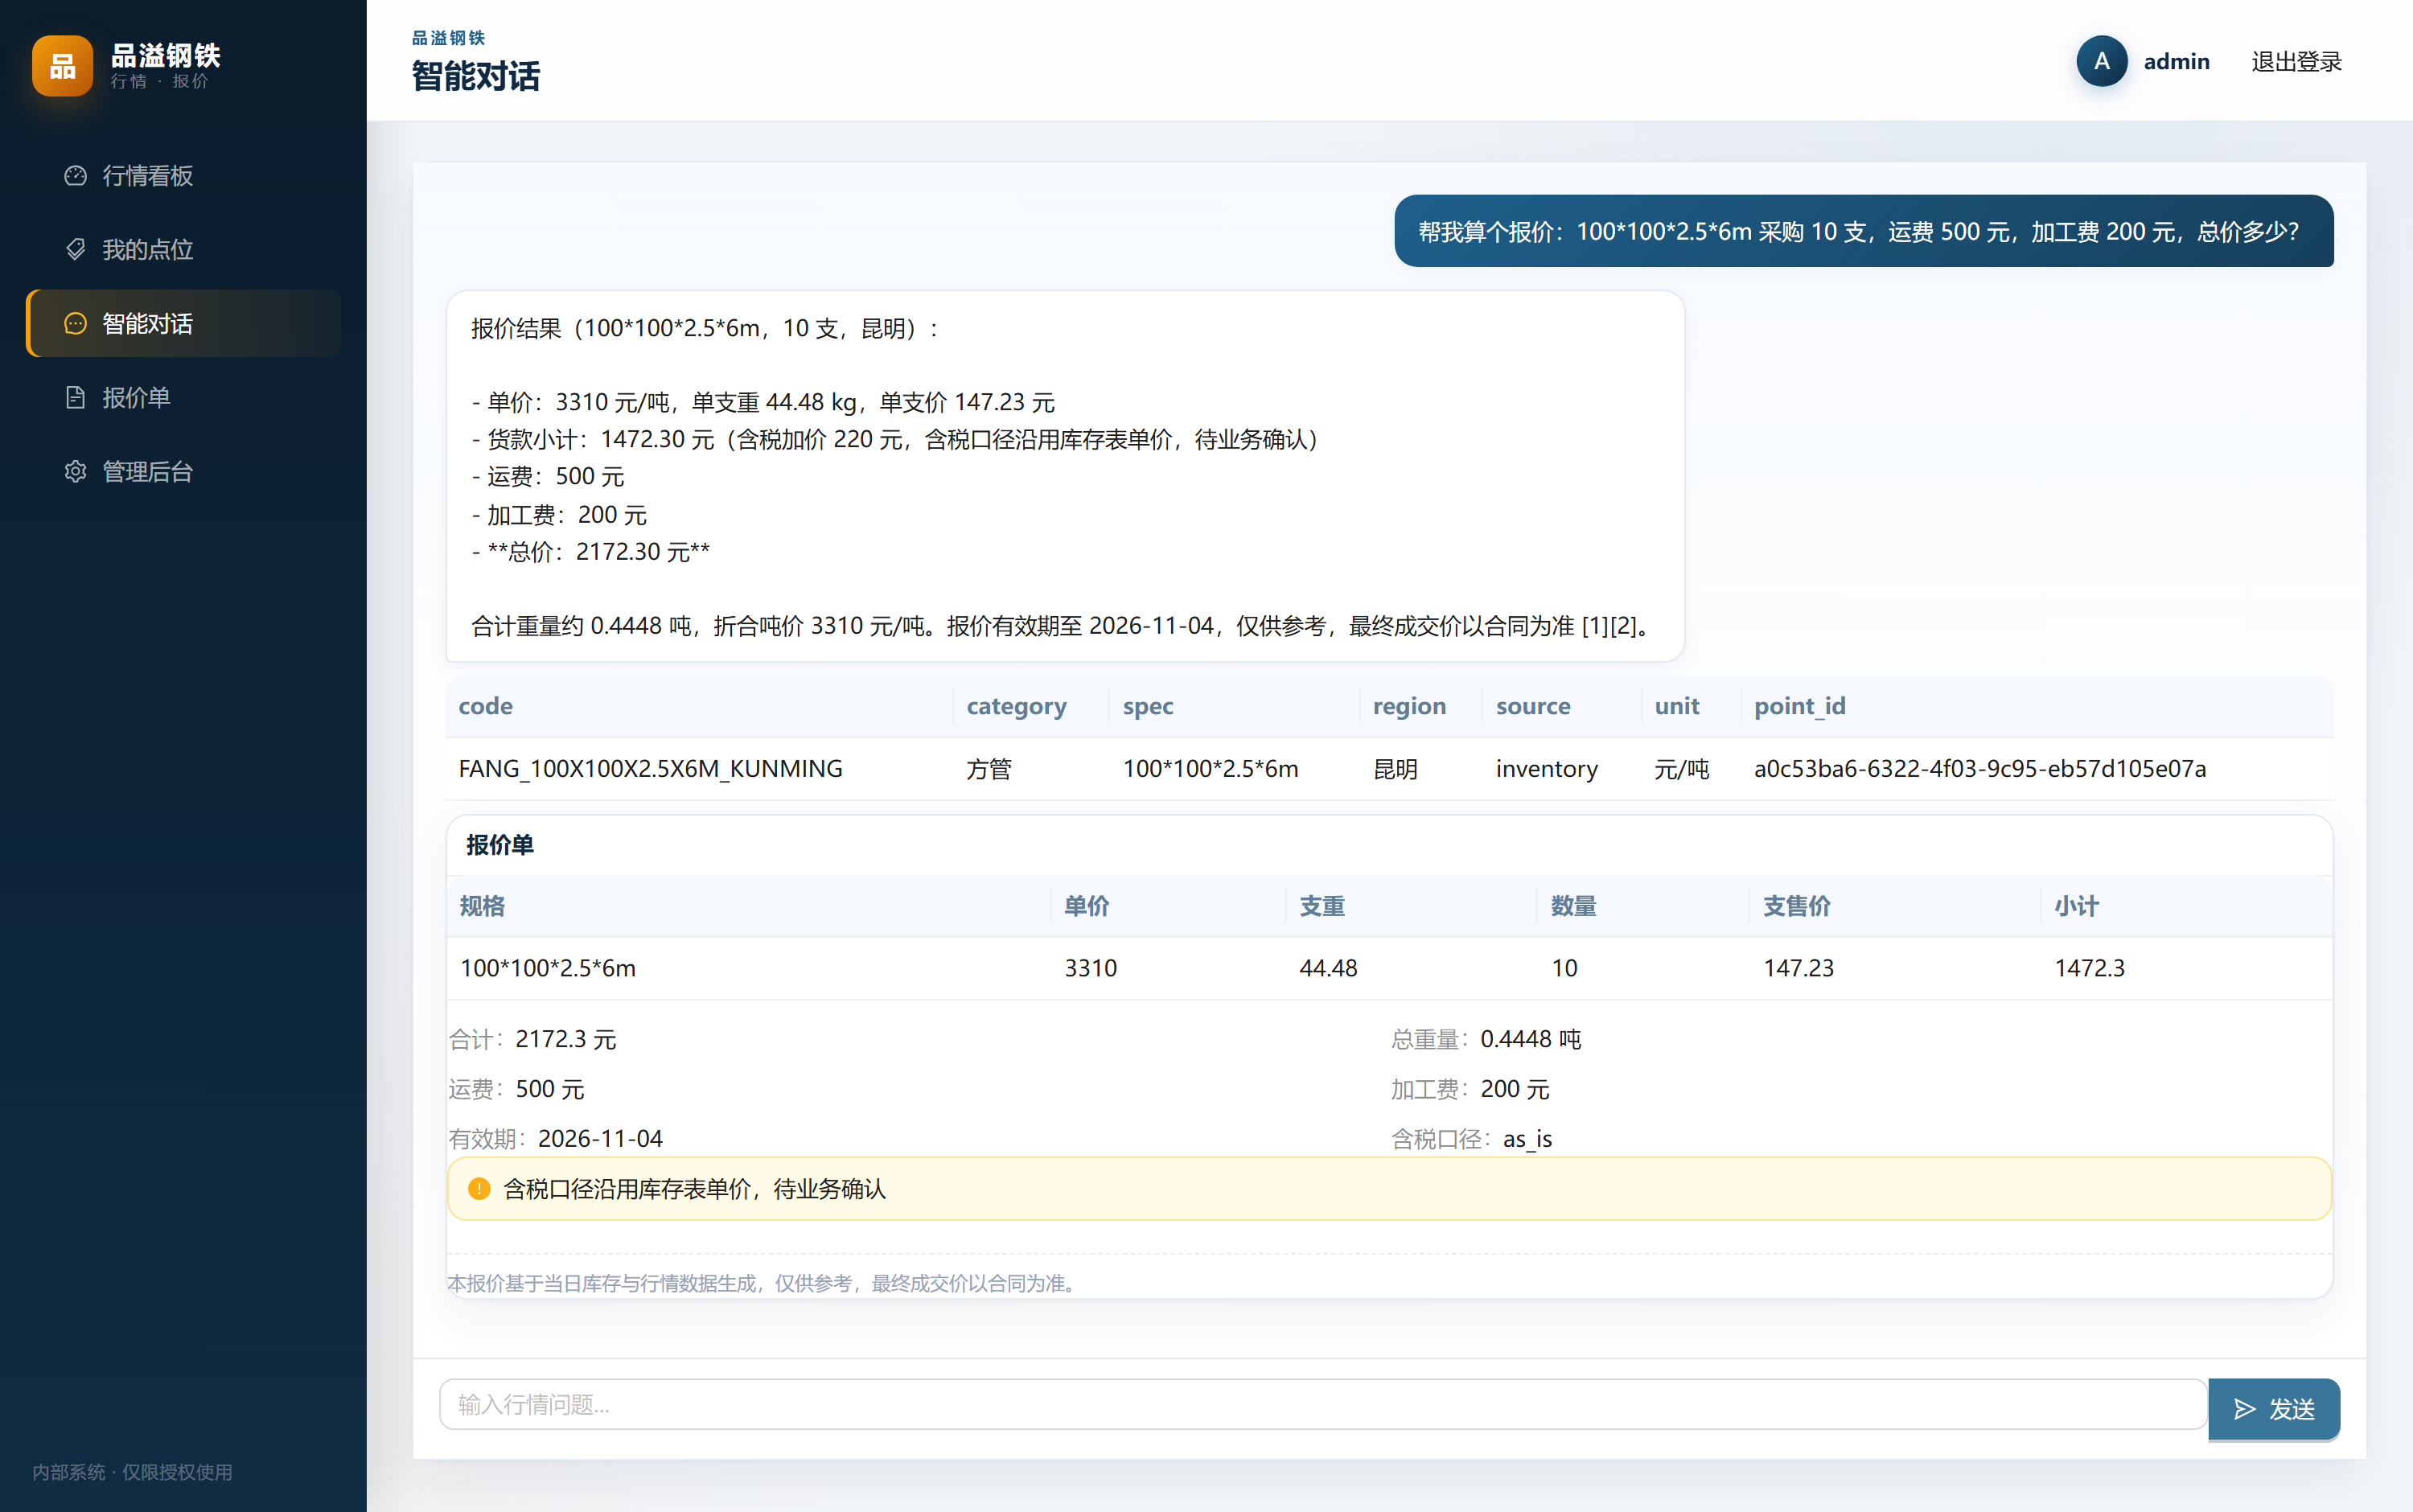 品
品溢钢铁
行情 · 报价
行情看板
我的点位
智能对话
报价单
管理后台
内部系统 · 仅限授权使用
品溢钢铁
智能对话
A
admin
退出登录
帮我算个报价：100*100*2.5*6m 采购 10 支，运费 500 元，加工费 200 元，总价多少？
报价结果（100*100*2.5*6m，10 支，昆明）：
- 单价：3310 元/吨，单支重 44.48 kg，单支价 147.23 元
- 货款小计：1472.30 元（含税加价 220 元，含税口径沿用库存表单价，待业务确认）
- 运费：500 元
- 加工费：200 元
- **总价：2172.30 元**
合计重量约 0.4448 吨，折合吨价 3310 元/吨。报价有效期至 2026-11-04，仅供参考，最终成交价以合同为准 [1][2]。
code category spec region source unit point_id
FANG_100X100X2.5X6M_KUNMING 方管 100*100*2.5*6m 昆明 inventory 元/吨 a0c53ba6-6322-4f03-9c95-eb57d105e07a
报价单
规格 单价 支重 数量 支售价 小计
100*100*2.5*6m 3310 44.48 10 147.23 1472.3
合计：2172.3 元 总重量：0.4448 吨
运费：500 元 加工费：200 元
有效期：2026-11-04 含税口径：as_is
含税口径沿用库存表单价，待业务确认
本报价基于当日库存与行情数据生成，仅供参考，最终成交价以合同为准。
输入行情问题...
发送